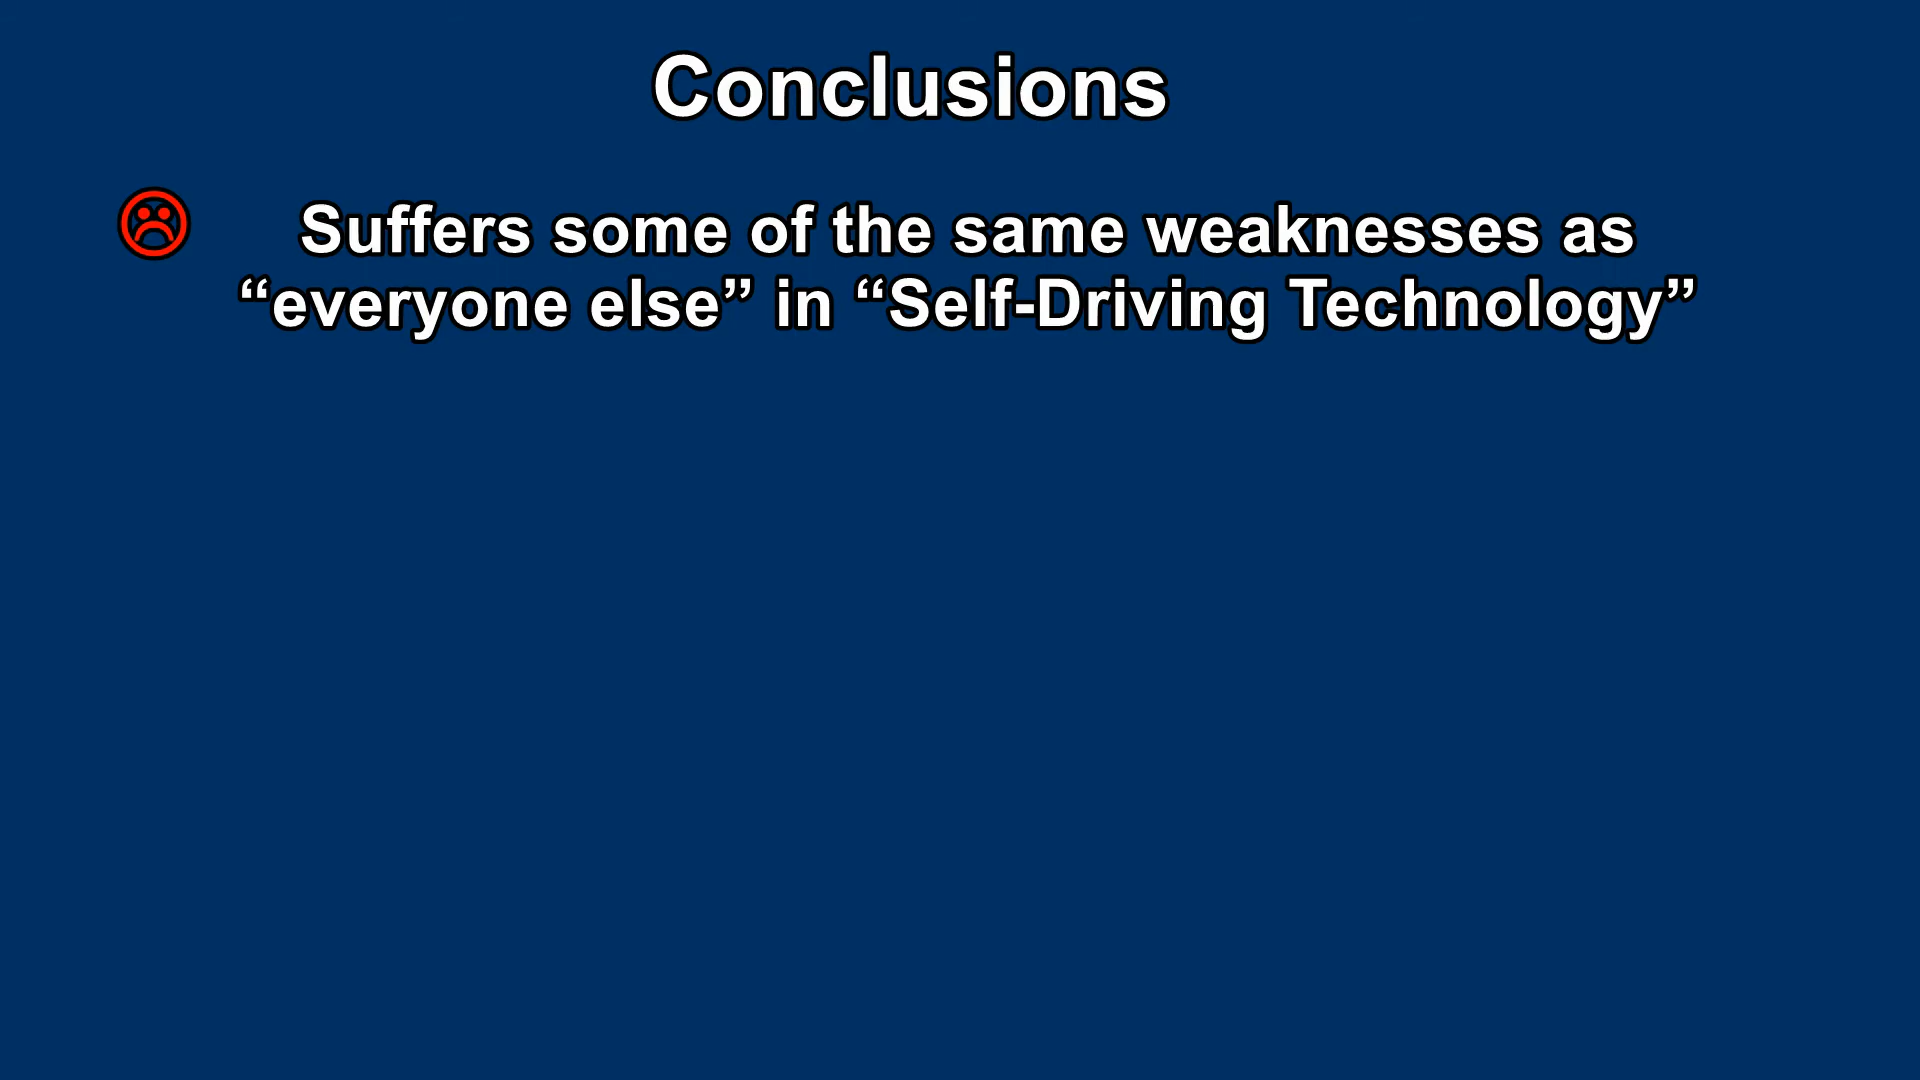 Conclusions
☹ Suffers some of the same weaknesses as
“everyone else” in “Self-Driving Technology”